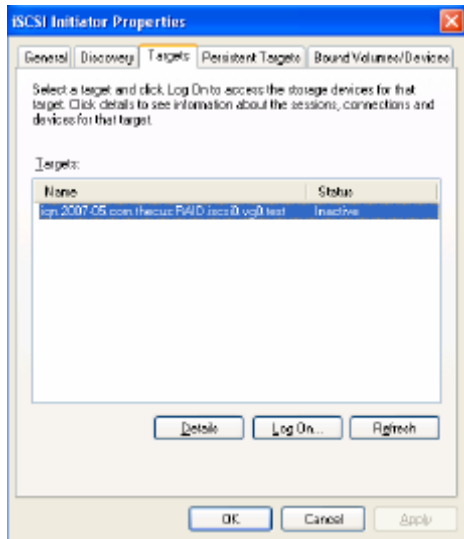 iSCSI Initiator Properties
General Discovery Targets Persistent Targets Bound Volumes/Devices
Select a target and click Log On to access the storage devices for that
target. Click details to see information about the sessions, connections and
devices for that target.
Targets:
Name Status
iqn.2007-05.com.thecus:RAID.iscsi0.vg0.test Inactive
Details Log On... Refresh
OK Cancel Apply